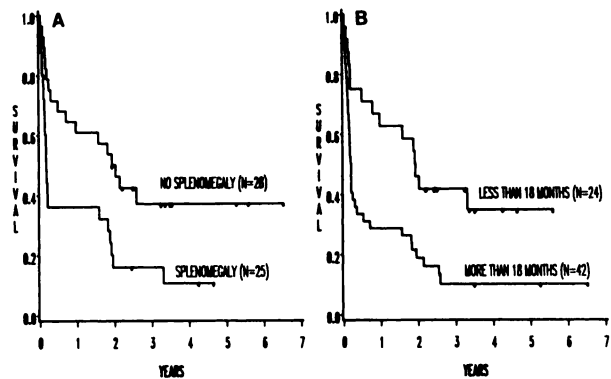 A
1.0
0.8
0.6
0.4
0.2
0.0
SURVIVAL
NO SPLENOMEGALY (N=28)
SPLENOMEGALY (N=25)
0 1 2 3 4 5 6 7
YEARS
B
1.0
0.8
0.6
0.4
0.2
0.0
SURVIVAL
LESS THAN 18 MONTHS (N=24)
MORE THAN 18 MONTHS (N=42)
0 1 2 3 4 5 6 7
YEARS